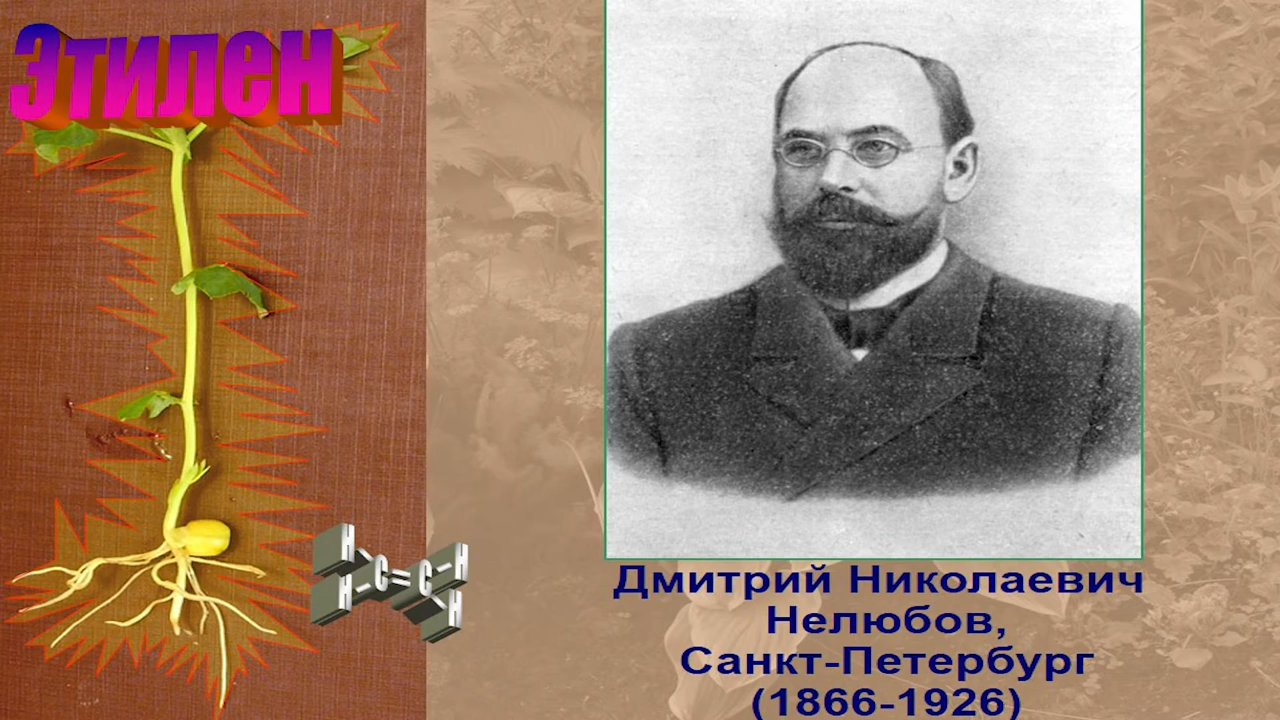 Этилен
Дмитрий Николаевич
Нелюбов,
Санкт-Петербург
(1866-1926)
H H
C = C
H H